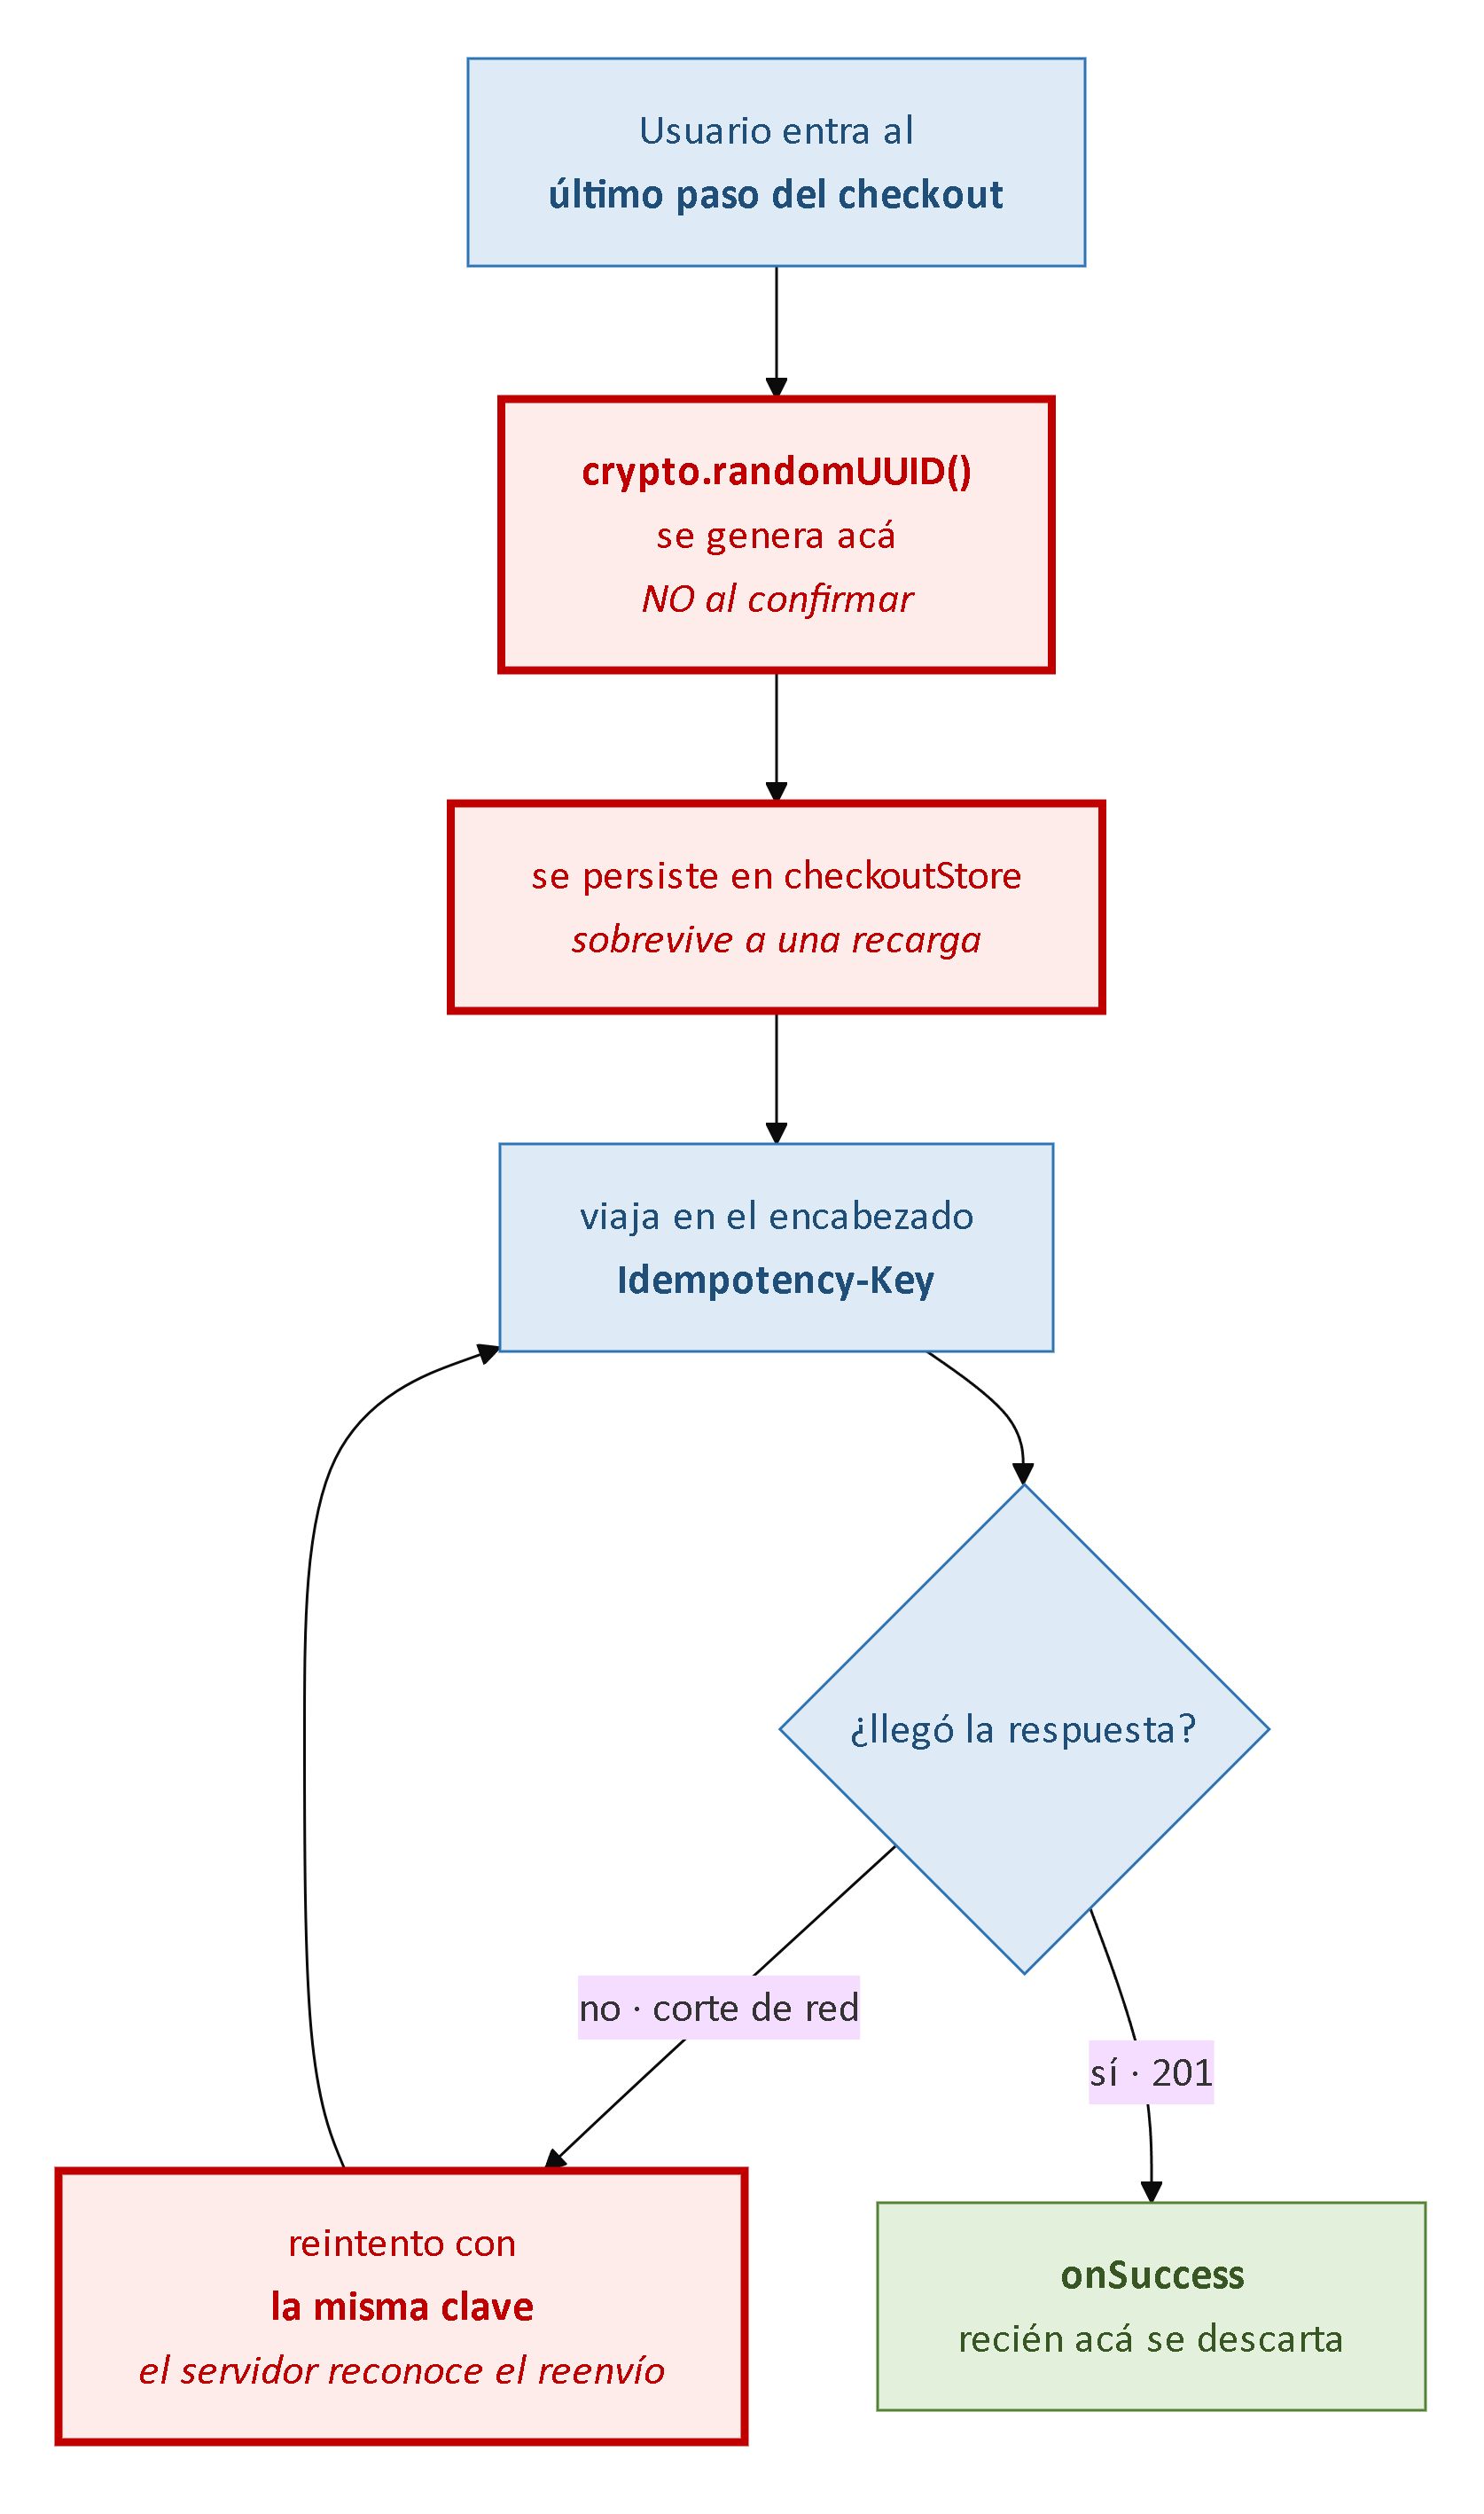 Usuario entra al
último paso del checkout
crypto.randomUUID()
se genera acá
NO al confirmar
se persiste en checkoutStore
sobrevive a una recarga
viaja en el encabezado
Idempotency-Key
¿llegó la respuesta?
no · corte de red
sí · 201
reintento con
la misma clave
el servidor reconoce el reenvío
onSuccess
recién acá se descarta